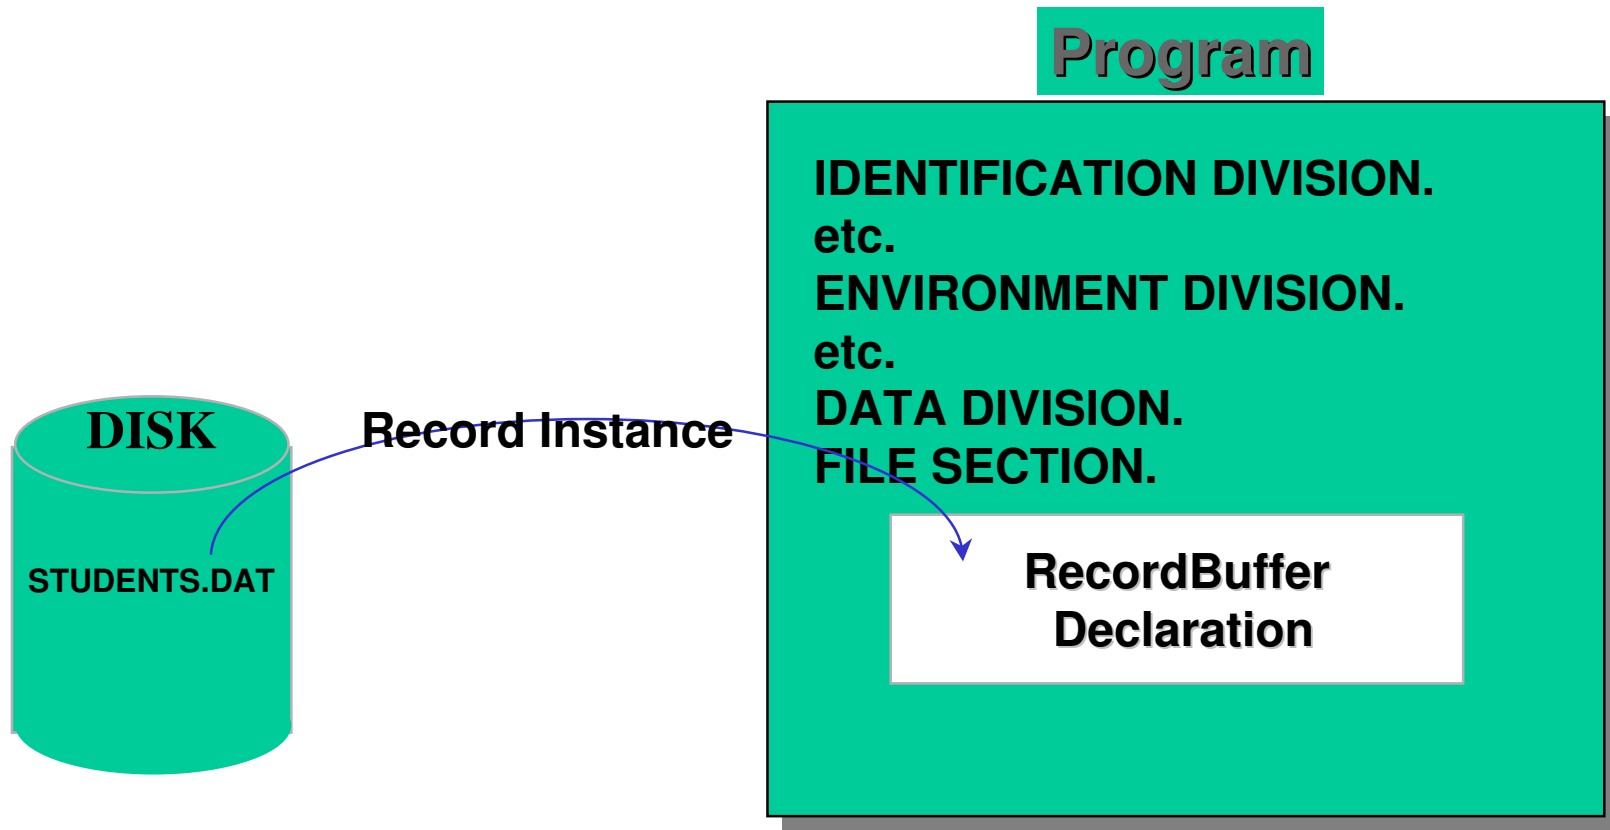 Program
IDENTIFICATION DIVISION.
etc.
ENVIRONMENT DIVISION.
etc.
DATA DIVISION.
FILE SECTION.
DISK
Record Instance
STUDENTS.DAT
RecordBuffer
Declaration